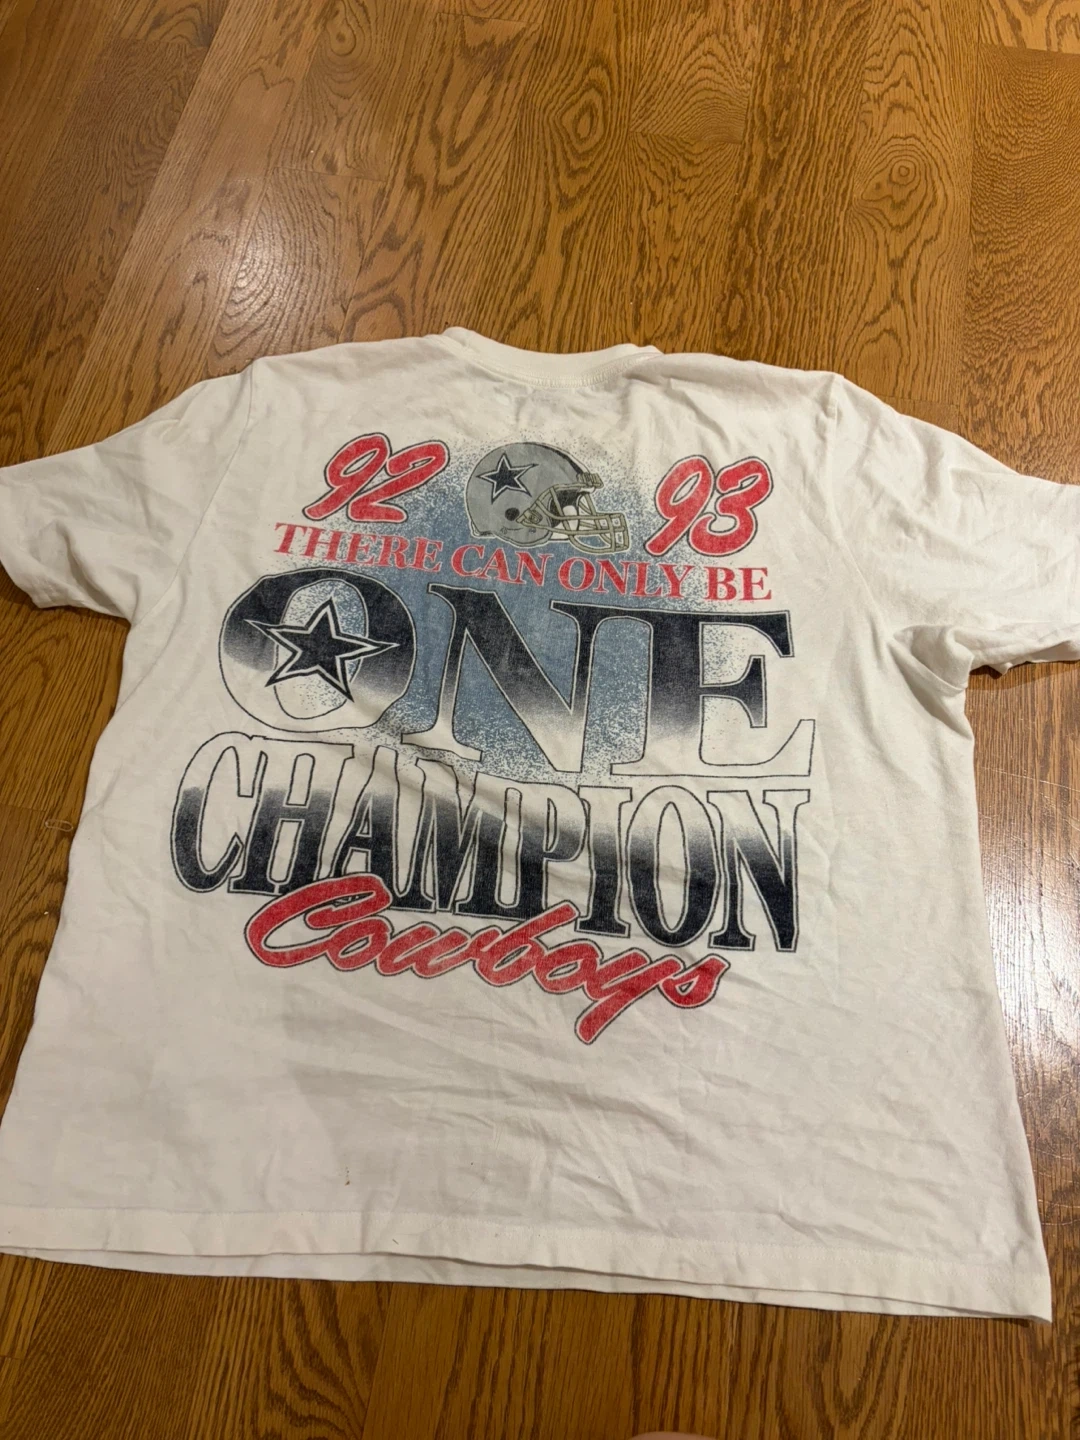 92 93
THERE CAN ONLY BE
ONE
CHAMPION
Cowboys